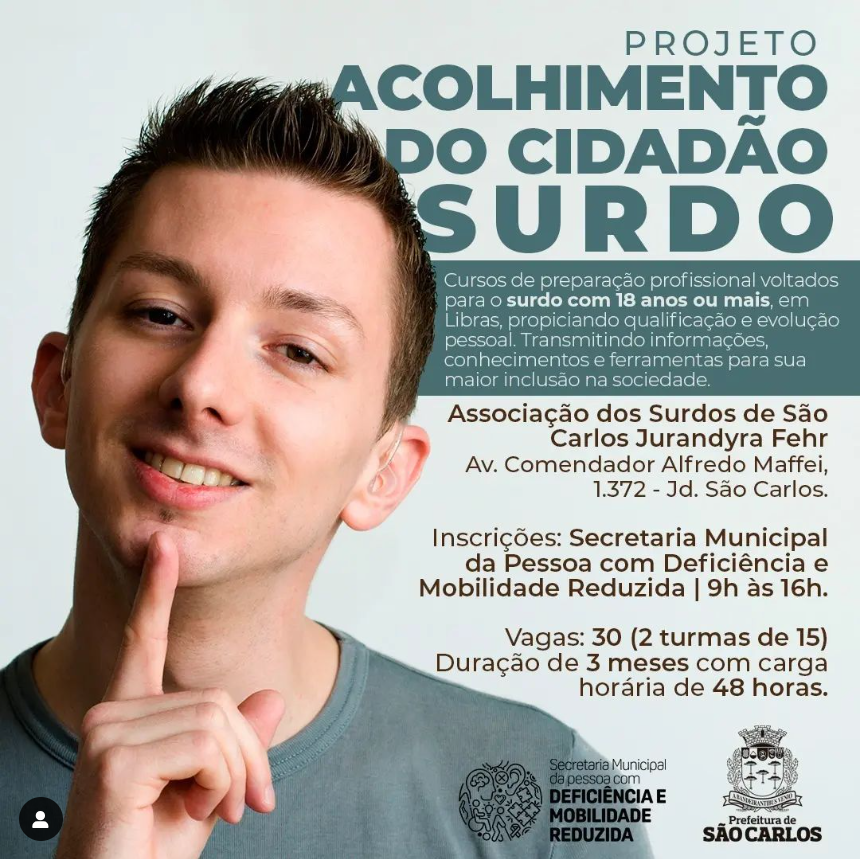 PROJETO
ACOLHIMENTO
DO CIDADÃO
SURDO
Cursos de preparação profissional voltados
para o surdo com 18 anos ou mais, em
Libras, propiciando qualificação e evolução
pessoal. Transmitindo informações,
conhecimentos e ferramentas para sua
maior inclusão na sociedade.
Associação dos Surdos de São
Carlos Jurandyra Fehr
Av. Comendador Alfredo Maffei,
1.372 - Jd. São Carlos.
Inscrições: Secretaria Municipal
da Pessoa com Deficiência e
Mobilidade Reduzida | 9h às 16h.
Vagas: 30 (2 turmas de 15)
Duração de 3 meses com carga
horária de 48 horas.
Secretaria Municipal
da pessoa com
DEFICIÊNCIA E
MOBILIDADE
REDUZIDA
Prefeitura de
SÃO CARLOS